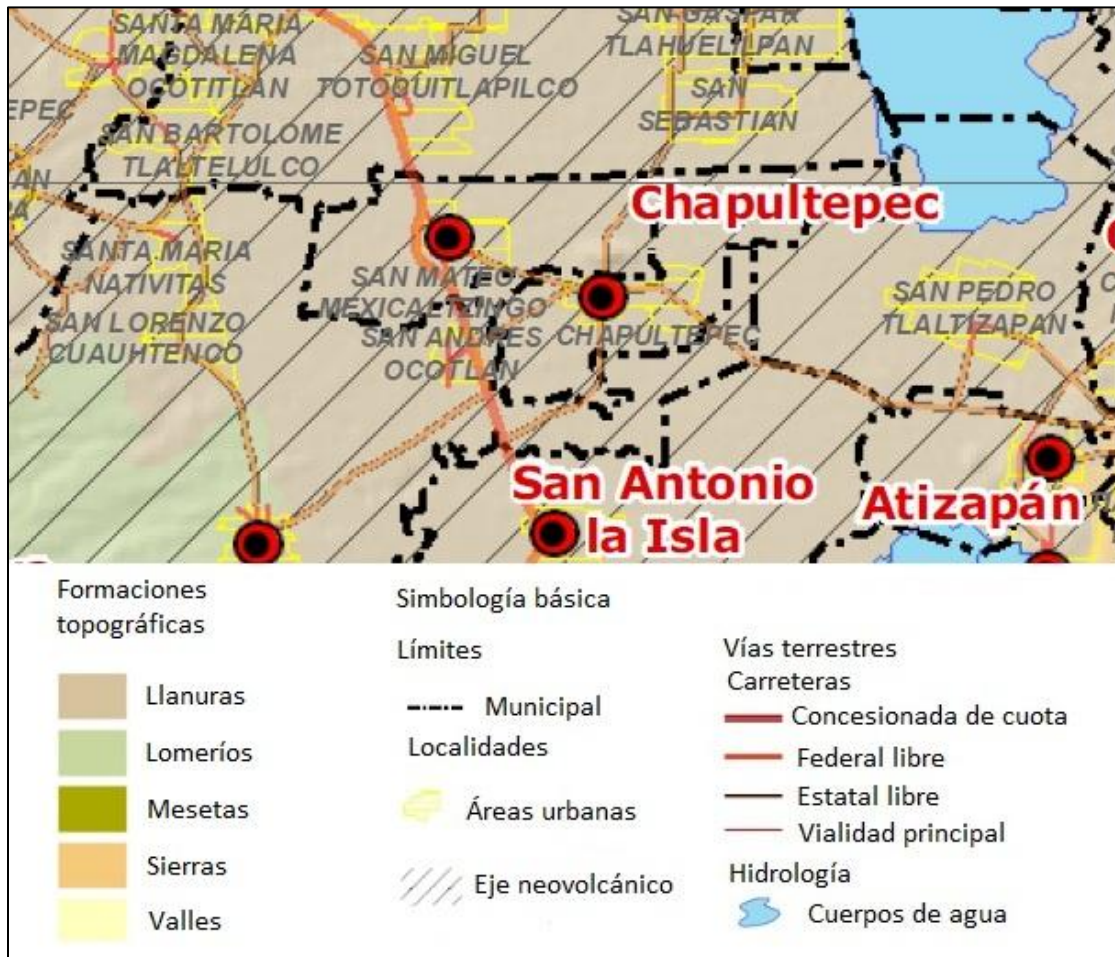 SANTA MARIA
MAGDALENA
OCOTITLAN
SAN MIGUEL
TOTOCUITLAPILCO
SAN GASPAR
TLAHUELILPAN
SAN
SEBASTIAN
TEPEC
SAN BARTOLOME
TLALTELULCO
AN
A
Chapultepec
SANTA MARIA
NATIVITAS
SAN MATEO
MEXICALTZINGO
SAN PEDRO
TLALTIZAPAN
SAN LORENZO
CUAUHTENCO
SAN ANDRES
OCOTLAN
CHAPULTEPEC
San Antonio
la Isla
Atizapán
Formaciones
topográficas
Llanuras
Lomeríos
Mesetas
Sierras
Valles
Simbología básica
Límites
Municipal
Localidades
Áreas urbanas
Eje neovolcánico
Vías terrestres
Carreteras
Concesionada de cuota
Federal libre
Estatal libre
Vialidad principal
Hidrología
Cuerpos de agua